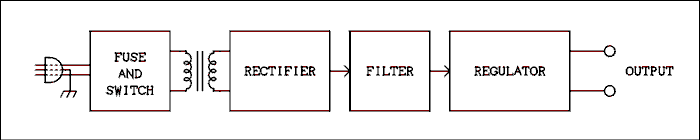 FUSE
AND
SWITCH
RECTIFIER
FILTER
REGULATOR
OUTPUT